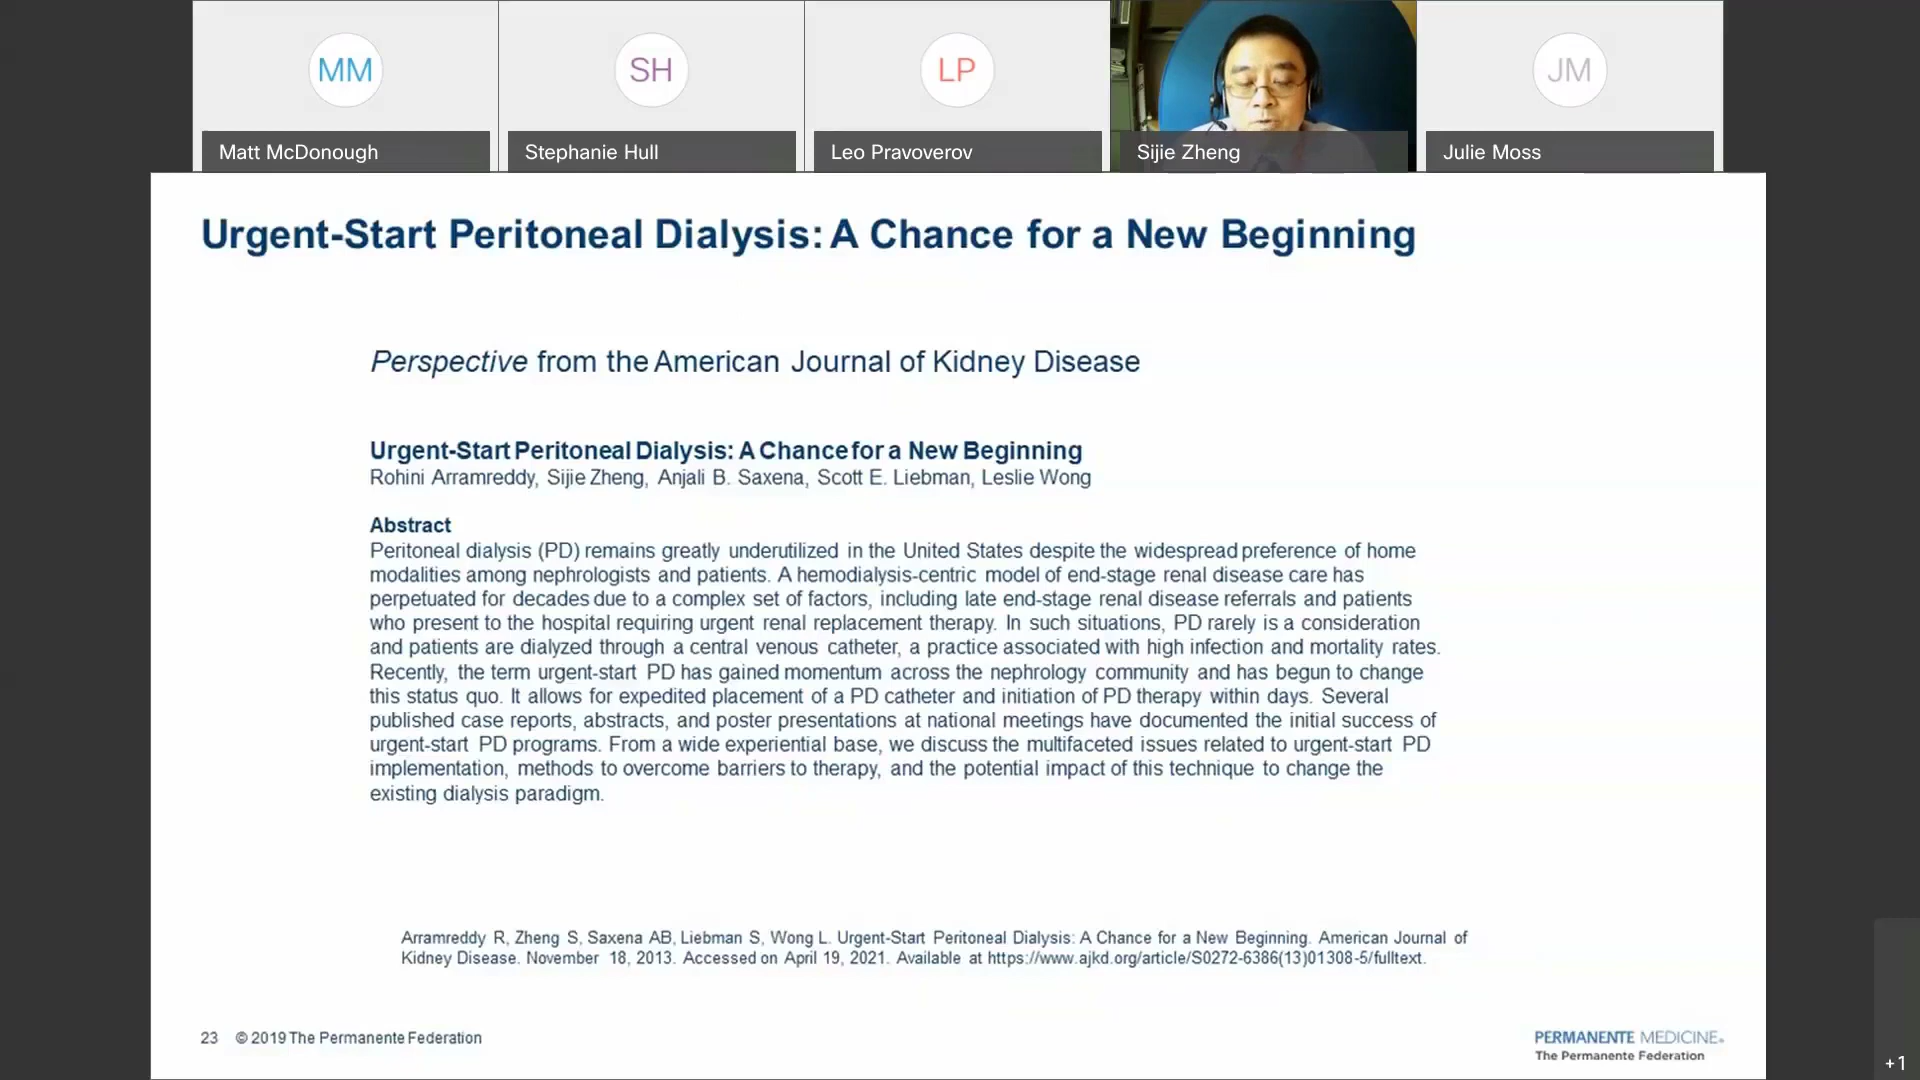 MM
SH
LP
JM
Matt McDonough
Stephanie Hull
Leo Pravoverov
Sijie Zheng
Julie Moss
Urgent-Start Peritoneal Dialysis: A Chance for a New Beginning
Perspective from the American Journal of Kidney Disease
Urgent-Start Peritoneal Dialysis: A Chance for a New Beginning
Rohini Arramreddy, Sijie Zheng, Anjali B. Saxena, Scott E. Liebman, Leslie Wong
Abstract
Peritoneal dialysis (PD) remains greatly underutilized in the United States despite the widespread preference of home
modalities among nephrologists and patients. A hemodialysis-centric model of end-stage renal disease care has
perpetuated for decades due to a complex set of factors, including late end-stage renal disease referrals and patients
who present to the hospital requiring urgent renal replacement therapy. In such situations, PD rarely is a consideration
and patients are dialyzed through a central venous catheter, a practice associated with high infection and mortality rates.
Recently, the term urgent-start PD has gained momentum across the nephrology community and has begun to change
this status quo. It allows for expedited placement of a PD catheter and initiation of PD therapy within days. Several
published case reports, abstracts, and poster presentations at national meetings have documented the initial success of
urgent-start PD programs. From a wide experiential base, we discuss the multifaceted issues related to urgent-start PD
implementation, methods to overcome barriers to therapy, and the potential impact of this technique to change the
existing dialysis paradigm.
Arramreddy R, Zheng S, Saxena AB, Liebman S, Wong L. Urgent-Start Peritoneal Dialysis: A Chance for a New Beginning. American Journal of
Kidney Disease. November 18, 2013. Accessed on April 19, 2021. Available at https://www.ajkd.org/article/S0272-6386(13)01308-5/fulltext.
23 © 2019 The Permanente Federation
PERMANENTE MEDICINE®
The Permanente Federation
+1